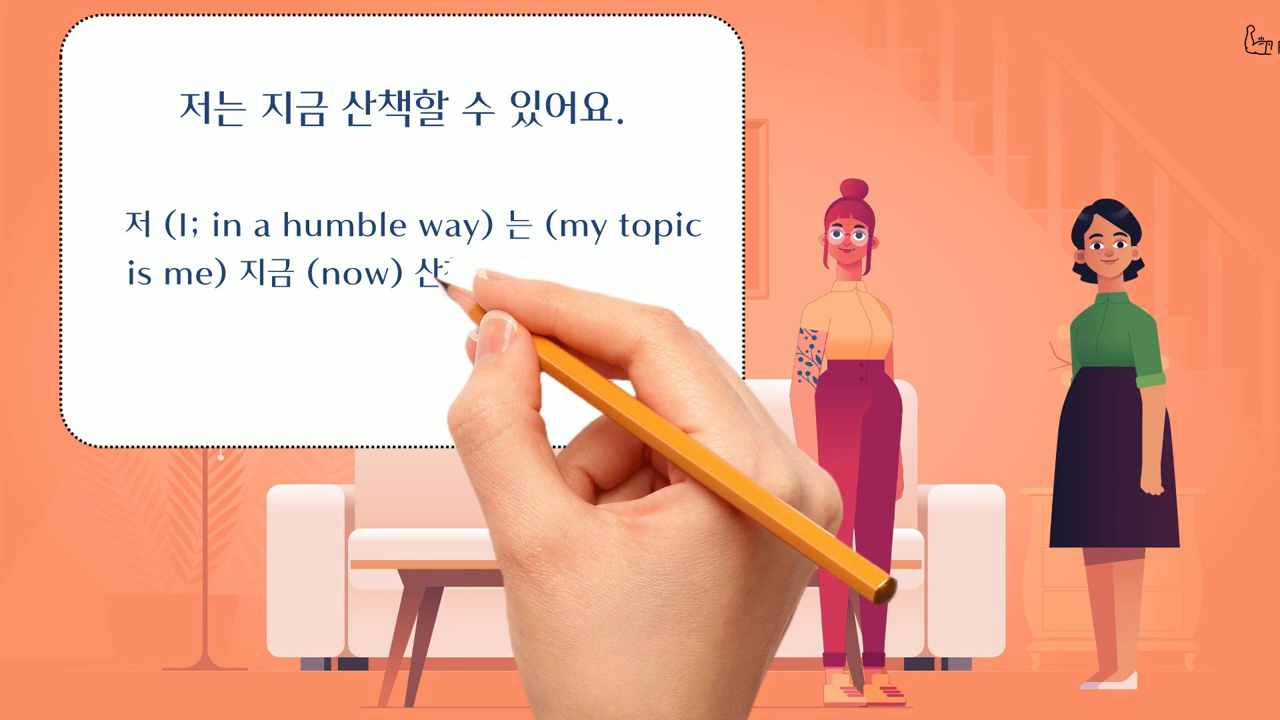 저는 지금 산책할 수 있어요.
저 (I; in a humble way) 는 (my topic
is me) 지금 (now) 산